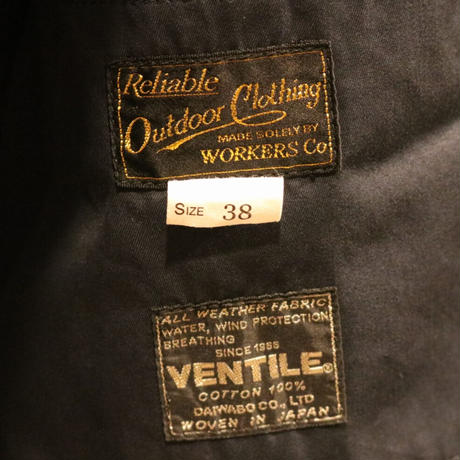 Reliable
Outdoor Clothing
MADE SOLELY BY
WORKERS Co
SIZE 38
ALL WEATHER FABRIC
WATER, WIND PROTECTION
BREATHING
SINCE 1985
VENTILE®
COTTON 100%
DAIWABO CO., LTD
WOVEN IN JAPAN